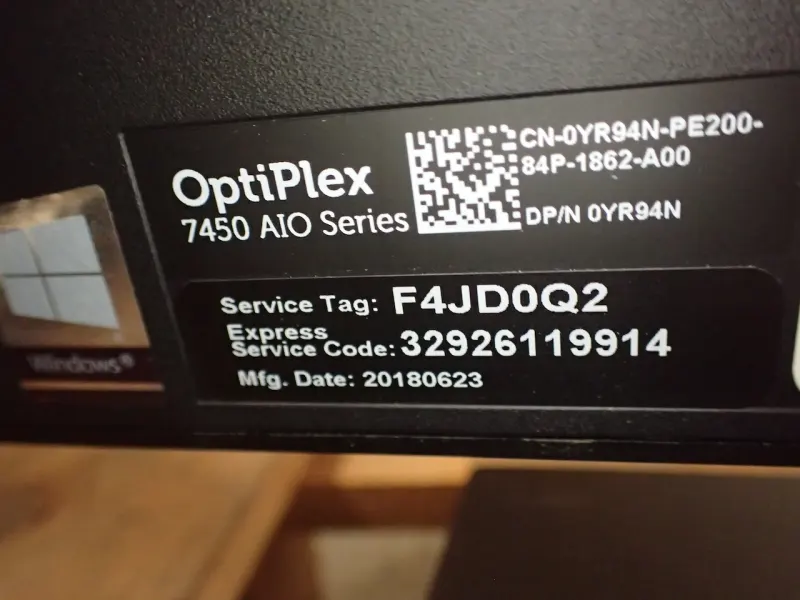 OptiPlex
7450 AIO Series
CN-0YR94N-PE200-
84P-1862-A00
DP/N 0YR94N
Service Tag: F4JD0Q2
Express
Service Code: 32926119914
Mfg. Date: 20180623
Windows®